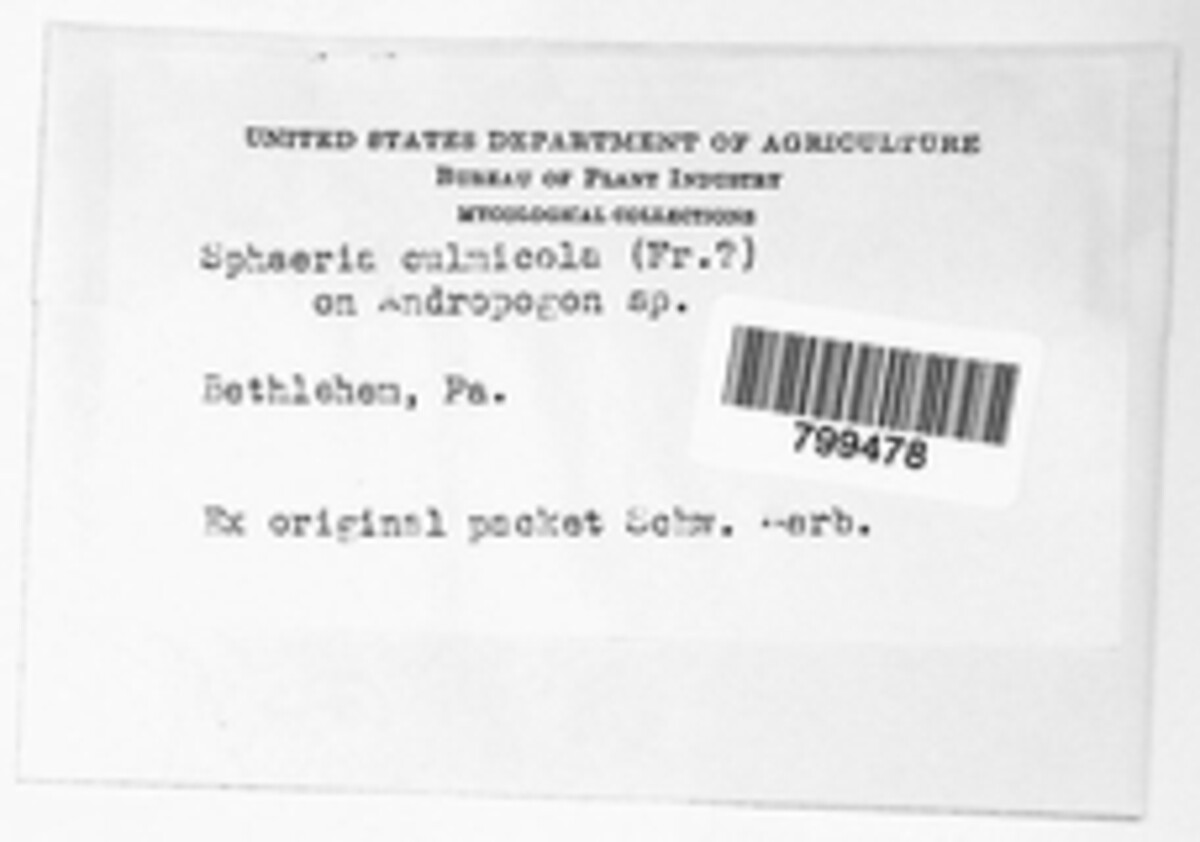 UNITED STATES DEPARTMENT OF AGRICULTURE
BUREAU OF PLANT INDUSTRY
MYCOLOGICAL COLLECTIONS
Sphaeria culmicola (Fr.?)
on Andropogon sp.
Bethlehem, Pa.
799478
Ex original packet Schw. Herb.